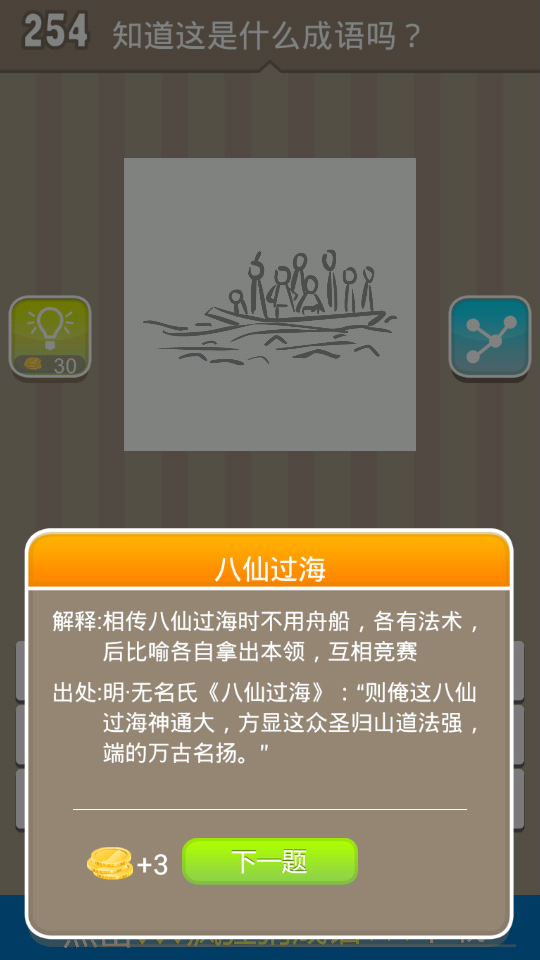 254 知道这是什么成语吗？
30
八仙过海
解释:相传八仙过海时不用舟船，各有法术，
后比喻各自拿出本领，互相竞赛
出处:明·无名氏《八仙过海》："则俺这八仙
过海神通大，方显这众圣归山道法强，
端的万古名扬。"
+3 下一题